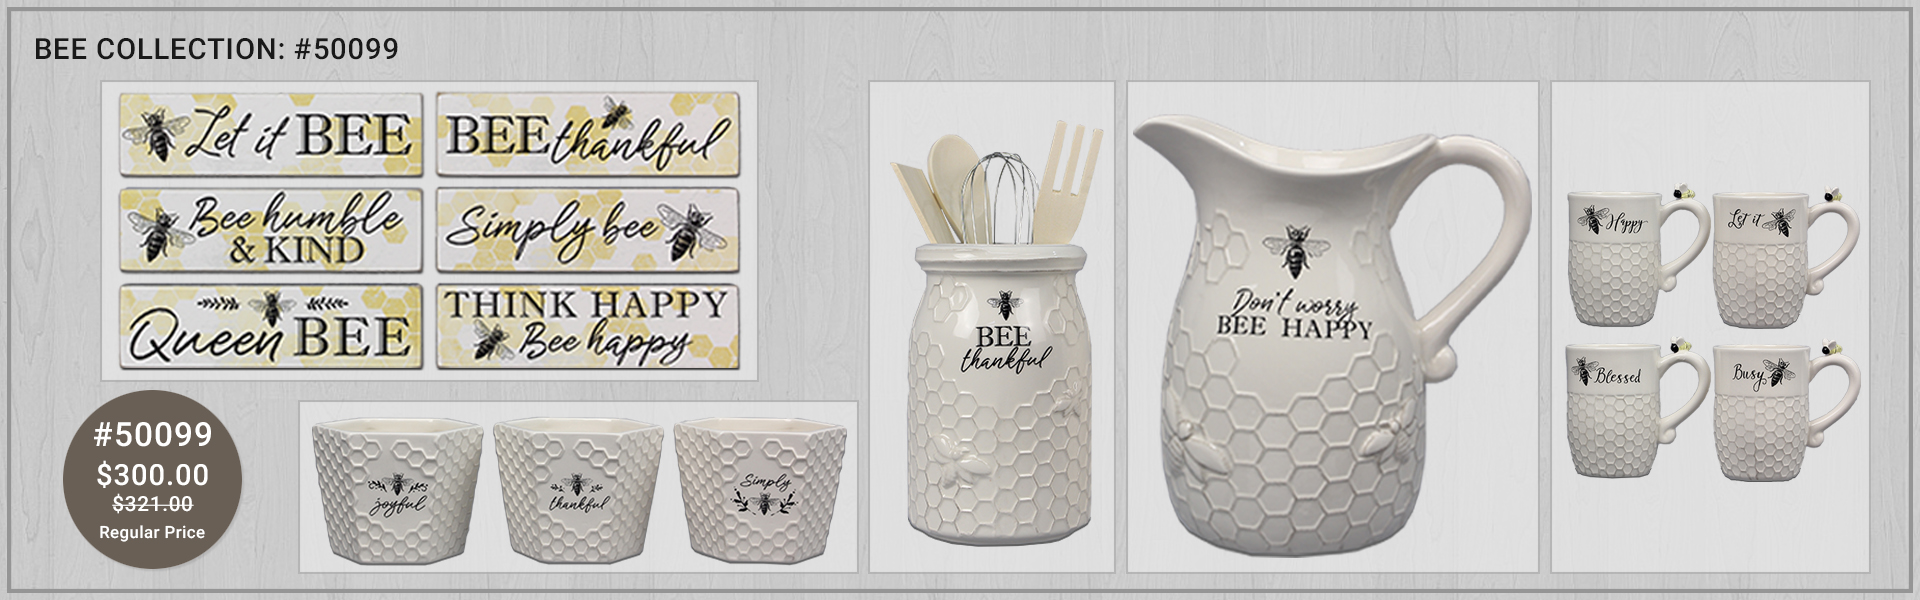 BEE COLLECTION: #50099
Let it BEE
BEE thankful
Bee humble
& KIND
Simply bee
Queen BEE
THINK HAPPY
Bee happy
#50099
$300.00
$321.00
Regular Price
joyful
thankful
Simply
BEE
thankful
Don't worry
BEE HAPPY
Happy
Let it
Blessed
Busy